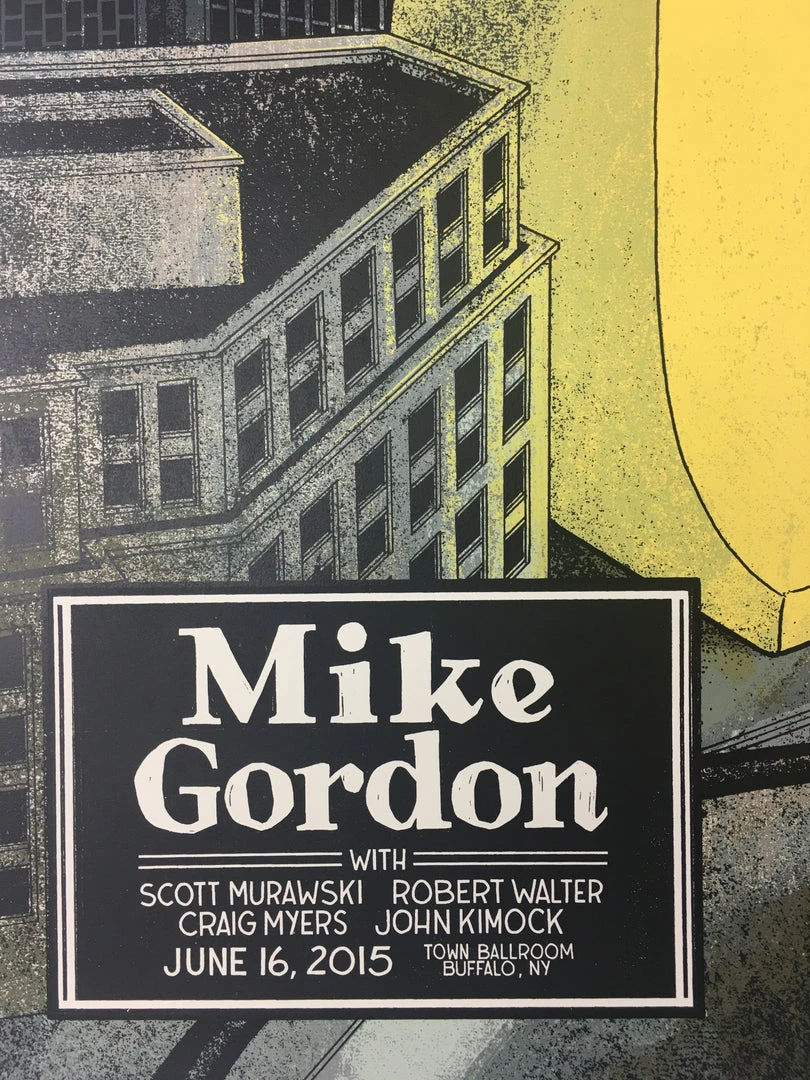 Mike
Gordon
WITH
SCOTT MURAWSKI ROBERT WALTER
CRAIG MYERS JOHN KIMOCK
JUNE 16, 2015 TOWN BALLROOM
BUFFALO, NY